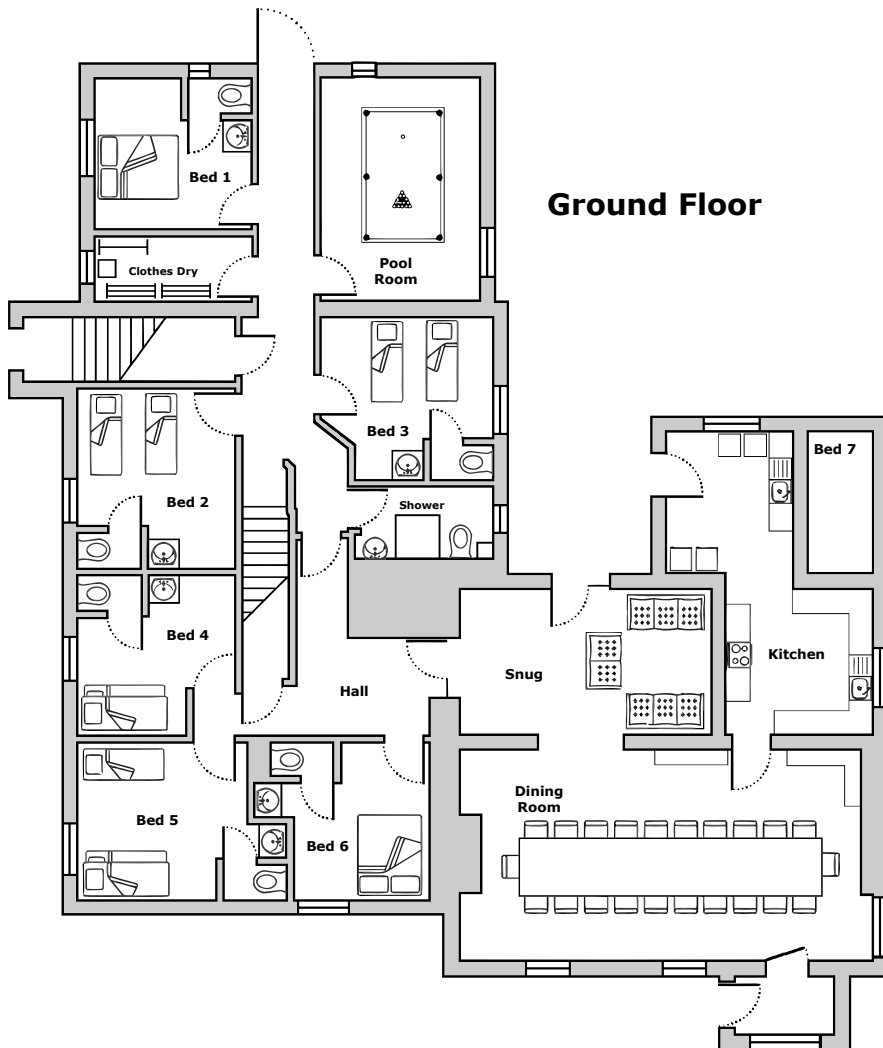 Ground Floor
Bed 1
Clothes Dry
Pool
Room
Bed 3
Bed 7
Bed 2
Shower
Bed 4
Kitchen
Snug
Hall
Dining
Room
Bed 5
Bed 6